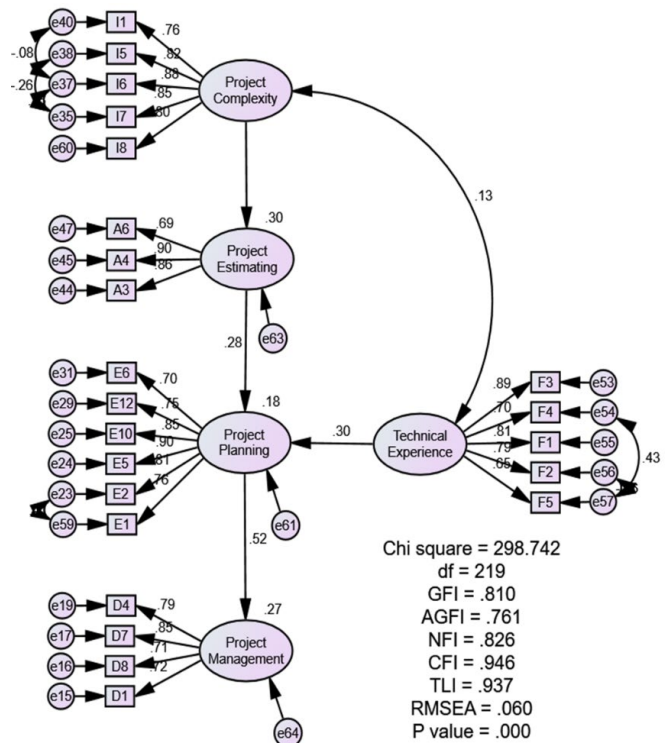 e40 I1 .76
-.08 e38 I5 .82
-.26 e37 I6 .88
e35 I7 .85
e60 I8 .80
Project
Complexity
.13
.30
e47 A6 .69
e45 A4 .90
e44 A3 .86
Project
Estimating
e63
.28
.18
e31 E6 .70
e29 E12 .75
e25 E10 .85
e24 E5 .90
e23 E2 .81
e59 E1 .76
Project
Planning
e61
.30
Technical
Experience
.89 F3 e53
.70 F4 e54
.81 F1 e55
.79 F2 e56
.65 F5 e57
.43
.52
.27
e19 D4 .79
e17 D7 .85
e16 D8 .71
e15 D1 .72
Project
Management
e64
Chi square = 298.742
df = 219
GFI = .810
AGFI = .761
NFI = .826
CFI = .946
TLI = .937
RMSEA = .060
P value = .000